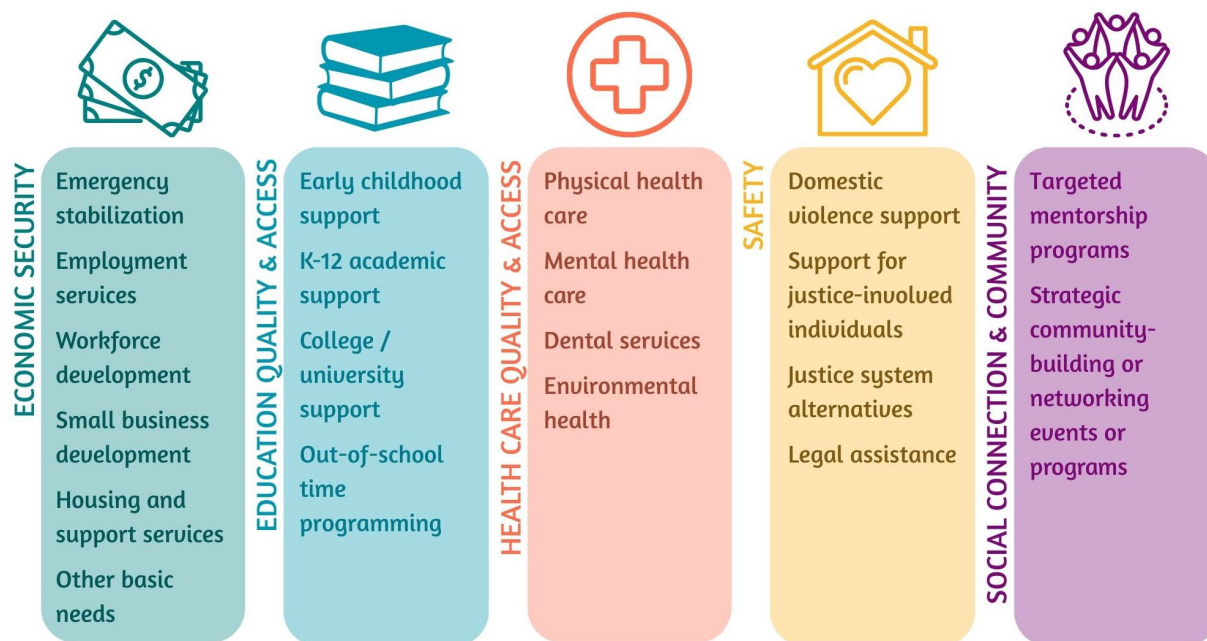 $
ECONOMIC SECURITY
Emergency
stabilization
Employment
services
Workforce
development
Small business
development
Housing and
support services
Other basic
needs
EDUCATION QUALITY & ACCESS
Early childhood
support
K-12 academic
support
College /
university
support
Out-of-school
time
programming
HEALTH CARE QUALITY & ACCESS
Physical health
care
Mental health
care
Dental services
Environmental
health
SAFETY
Domestic
violence support
Support for
justice-involved
individuals
Justice system
alternatives
Legal assistance
SOCIAL CONNECTION & COMMUNITY
Targeted
mentorship
programs
Strategic
community-
building or
networking
events or
programs